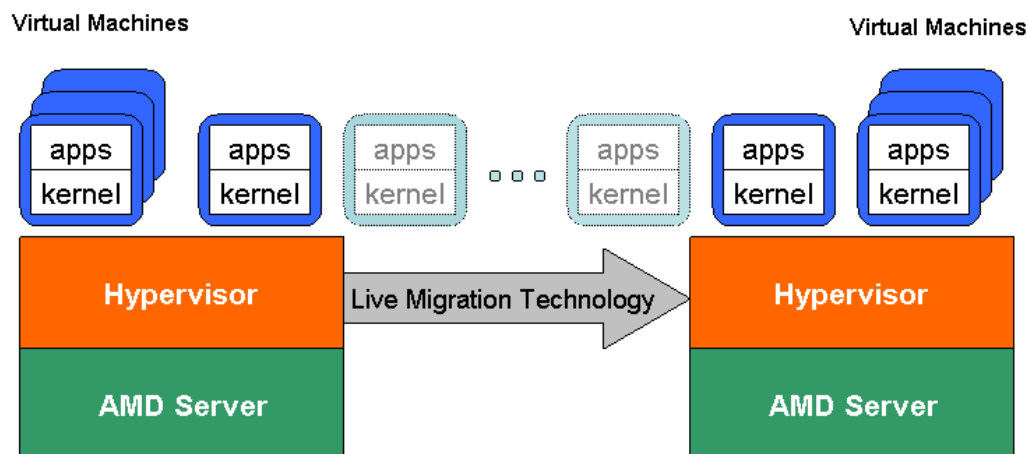 Virtual Machines
Virtual Machines
apps
kernel
apps
kernel
apps
kernel
apps
kernel
apps
kernel
apps
kernel
Hypervisor
Live Migration Technology
Hypervisor
AMD Server
AMD Server